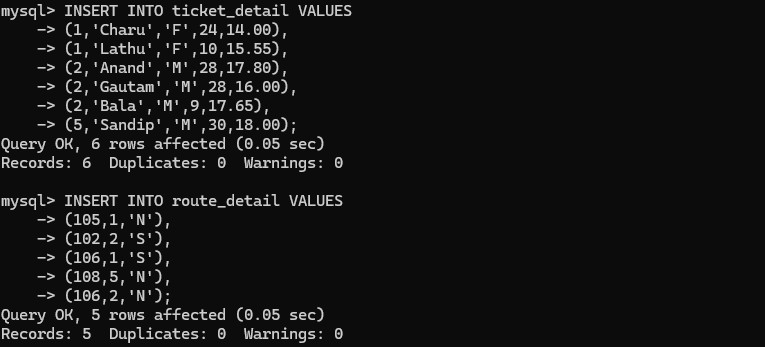 mysql> INSERT INTO ticket_detail VALUES
    -> (1,'Charu','F',24,14.00),
    -> (1,'Lathu','F',10,15.55),
    -> (2,'Anand','M',28,17.80),
    -> (2,'Gautam','M',28,16.00),
    -> (2,'Bala','M',9,17.65),
    -> (5,'Sandip','M',30,18.00);
Query OK, 6 rows affected (0.05 sec)
Records: 6  Duplicates: 0  Warnings: 0

mysql> INSERT INTO route_detail VALUES
    -> (105,1,'N'),
    -> (102,2,'S'),
    -> (106,1,'S'),
    -> (108,5,'N'),
    -> (106,2,'N');
Query OK, 5 rows affected (0.05 sec)
Records: 5  Duplicates: 0  Warnings: 0